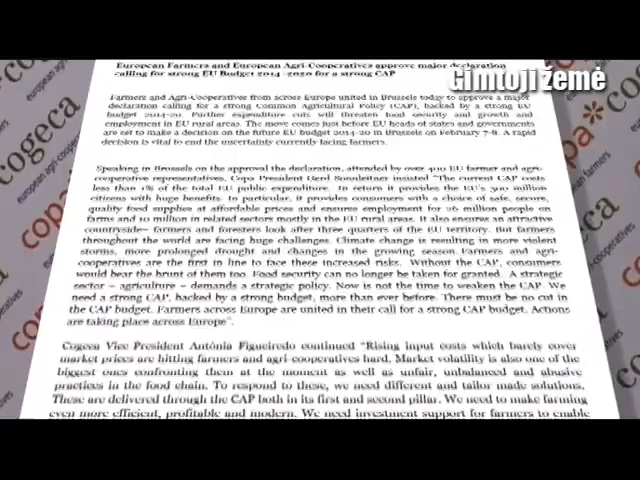 European Farmers and European Agri-Cooperatives approve major declaration
calling for strong EU Budget 2014 -2020 for a strong CAP
Gimtoji žemė
Farmers and Agri-Cooperatives from across Europe united in Brussels today to approve a major
declaration calling for a strong Common Agricultural Policy (CAP), backed by a strong EU
budget 2014-20. Further expenditure cuts will threaten food security and growth and
employment in EU rural areas. The move comes just before EU heads of states and governments
are set to make a decision on the future EU budget 2014-20 in Brussels on February 7-8. A rapid
decision is vital to end the uncertainty currently facing farmers.
Speaking in Brussels on the approval the declaration, attended by over 400 EU farmer and agri-
cooperative representatives, Copa President Gerd Sonnleitner insisted "The current CAP costs
less than 1% of the total EU public expenditure. In return it provides the EU's 500 million
citizens with huge benefits. In particular, it provides consumers with a choice of safe, secure,
quality food supplies at affordable prices and ensures employment for 26 million people on
farms and 10 million in related sectors mostly in the EU rural areas. It also ensures an attractive
countryside– farmers and foresters look after three quarters of the EU territory. But farmers
throughout the world are facing huge challenges. Climate change is resulting in more violent
storms, more prolonged drought and changes in the growing season. Farmers and agri-
cooperatives are the first in line to face these increased risks. Without the CAP, consumers
would bear the brunt of them too. Food security can no longer be taken for granted. A strategic
sector – agriculture – demands a strategic policy. Now is not the time to weaken the CAP. We
need a strong CAP, backed by a strong budget, more than ever before. There must be no cut in
the CAP budget. Farmers across Europe are united in their call for a strong CAP budget. Actions
are taking place across Europe".
Cogeca Vice President Antónia Figueiredo continued "Rising input costs which barely cover
market prices are hitting farmers and agri-cooperatives hard. Market volatility is also one of the
biggest ones confronting them at the moment as well as unfair, unbalanced and abusive
practices in the food chain. To respond to these, we need different and tailor made solutions.
These are delivered through the CAP both in its first and second pillar. We need to make farming
even more efficient, profitable and modern. We need investment support for farmers to enable
cogeca
european agri-cooperatives
copa*
cogeca
european farmers
copa*cogeca